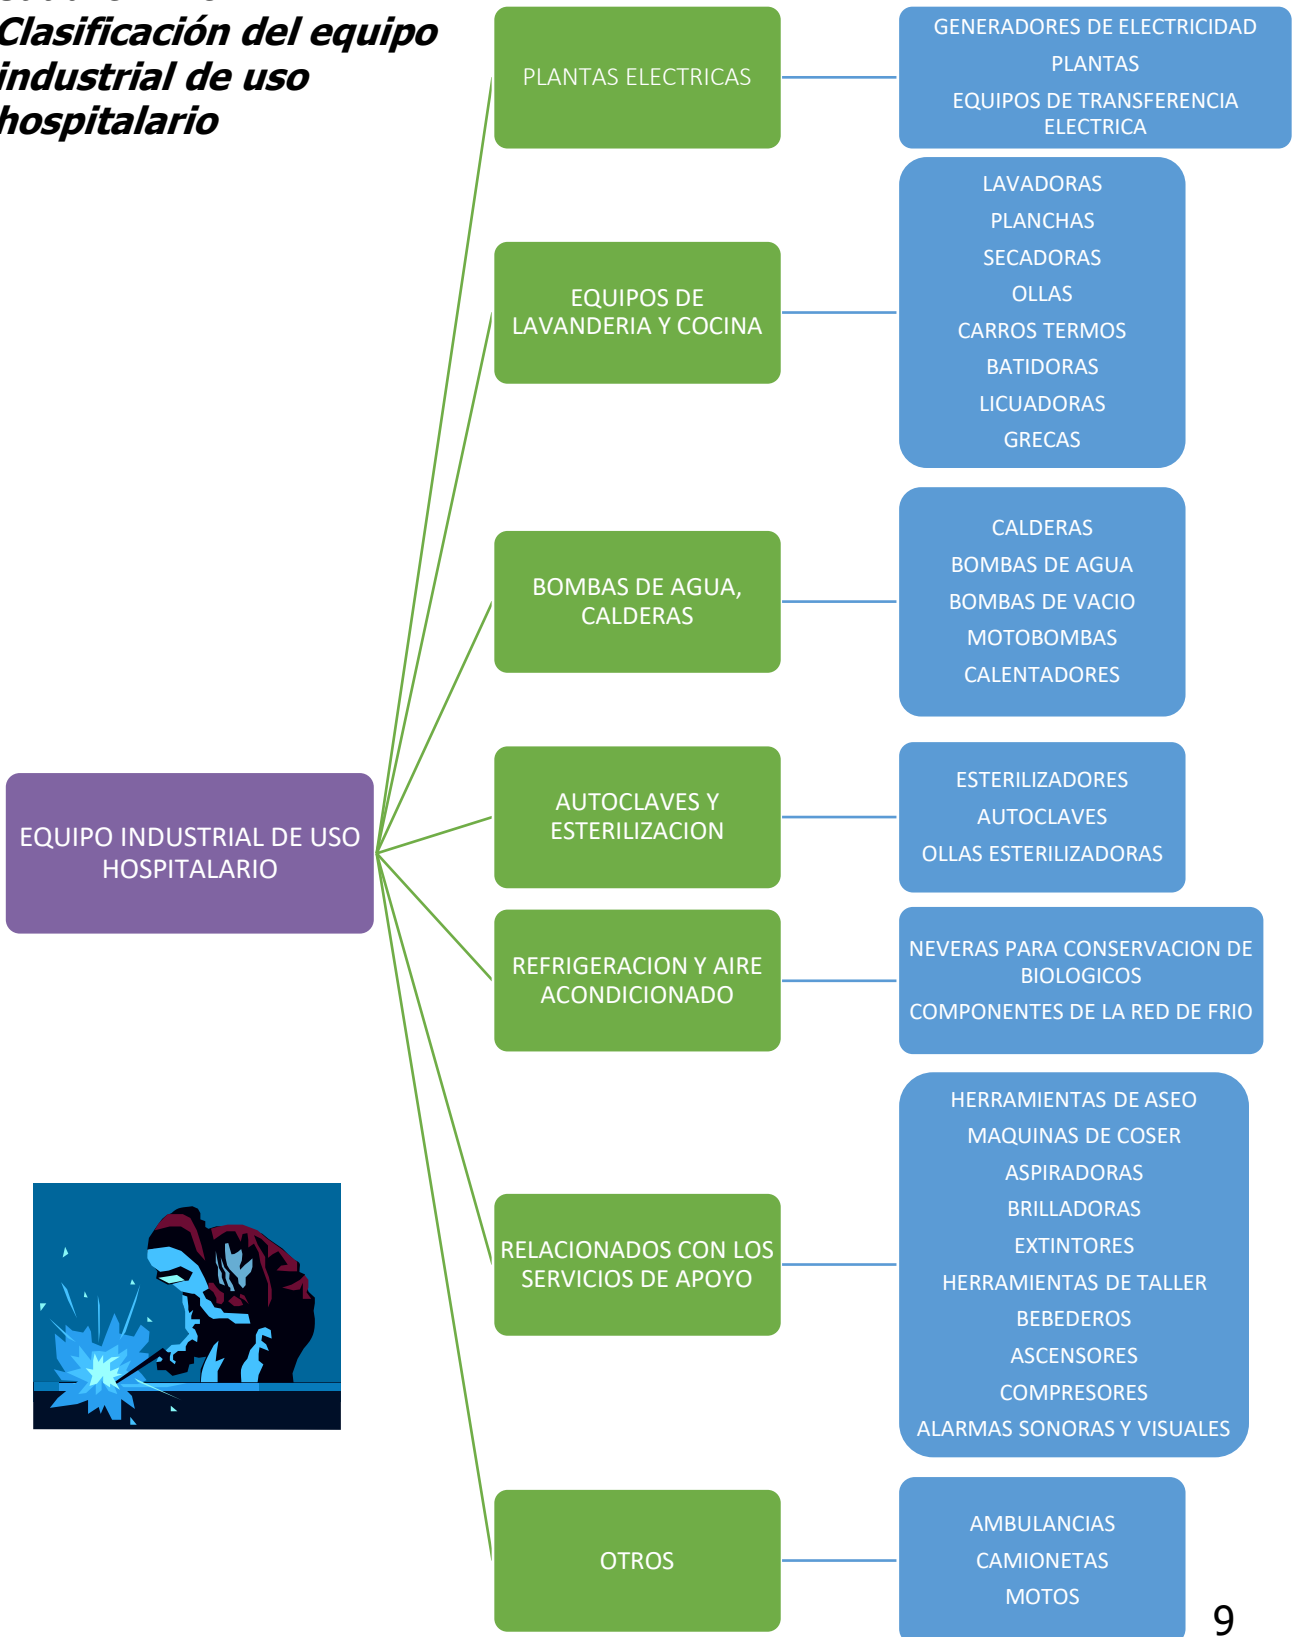 Clasificación del equipo
industrial de uso
hospitalario
EQUIPO INDUSTRIAL DE USO
HOSPITALARIO
PLANTAS ELECTRICAS
GENERADORES DE ELECTRICIDAD
PLANTAS
EQUIPOS DE TRANSFERENCIA
ELECTRICA
EQUIPOS DE
LAVANDERIA Y COCINA
LAVADORAS
PLANCHAS
SECADORAS
OLLAS
CARROS TERMOS
BATIDORAS
LICUADORAS
GRECAS
BOMBAS DE AGUA,
CALDERAS
CALDERAS
BOMBAS DE AGUA
BOMBAS DE VACIO
MOTOBOMBAS
CALENTADORES
AUTOCLAVES Y
ESTERILIZACION
ESTERILIZADORES
AUTOCLAVES
OLLAS ESTERILIZADORAS
REFRIGERACION Y AIRE
ACONDICIONADO
NEVERAS PARA CONSERVACION DE
BIOLOGICOS
COMPONENTES DE LA RED DE FRIO
RELACIONADOS CON LOS
SERVICIOS DE APOYO
HERRAMIENTAS DE ASEO
MAQUINAS DE COSER
ASPIRADORAS
BRILLADORAS
EXTINTORES
HERRAMIENTAS DE TALLER
BEBEDEROS
ASCENSORES
COMPRESORES
ALARMAS SONORAS Y VISUALES
OTROS
AMBULANCIAS
CAMIONETAS
MOTOS
9